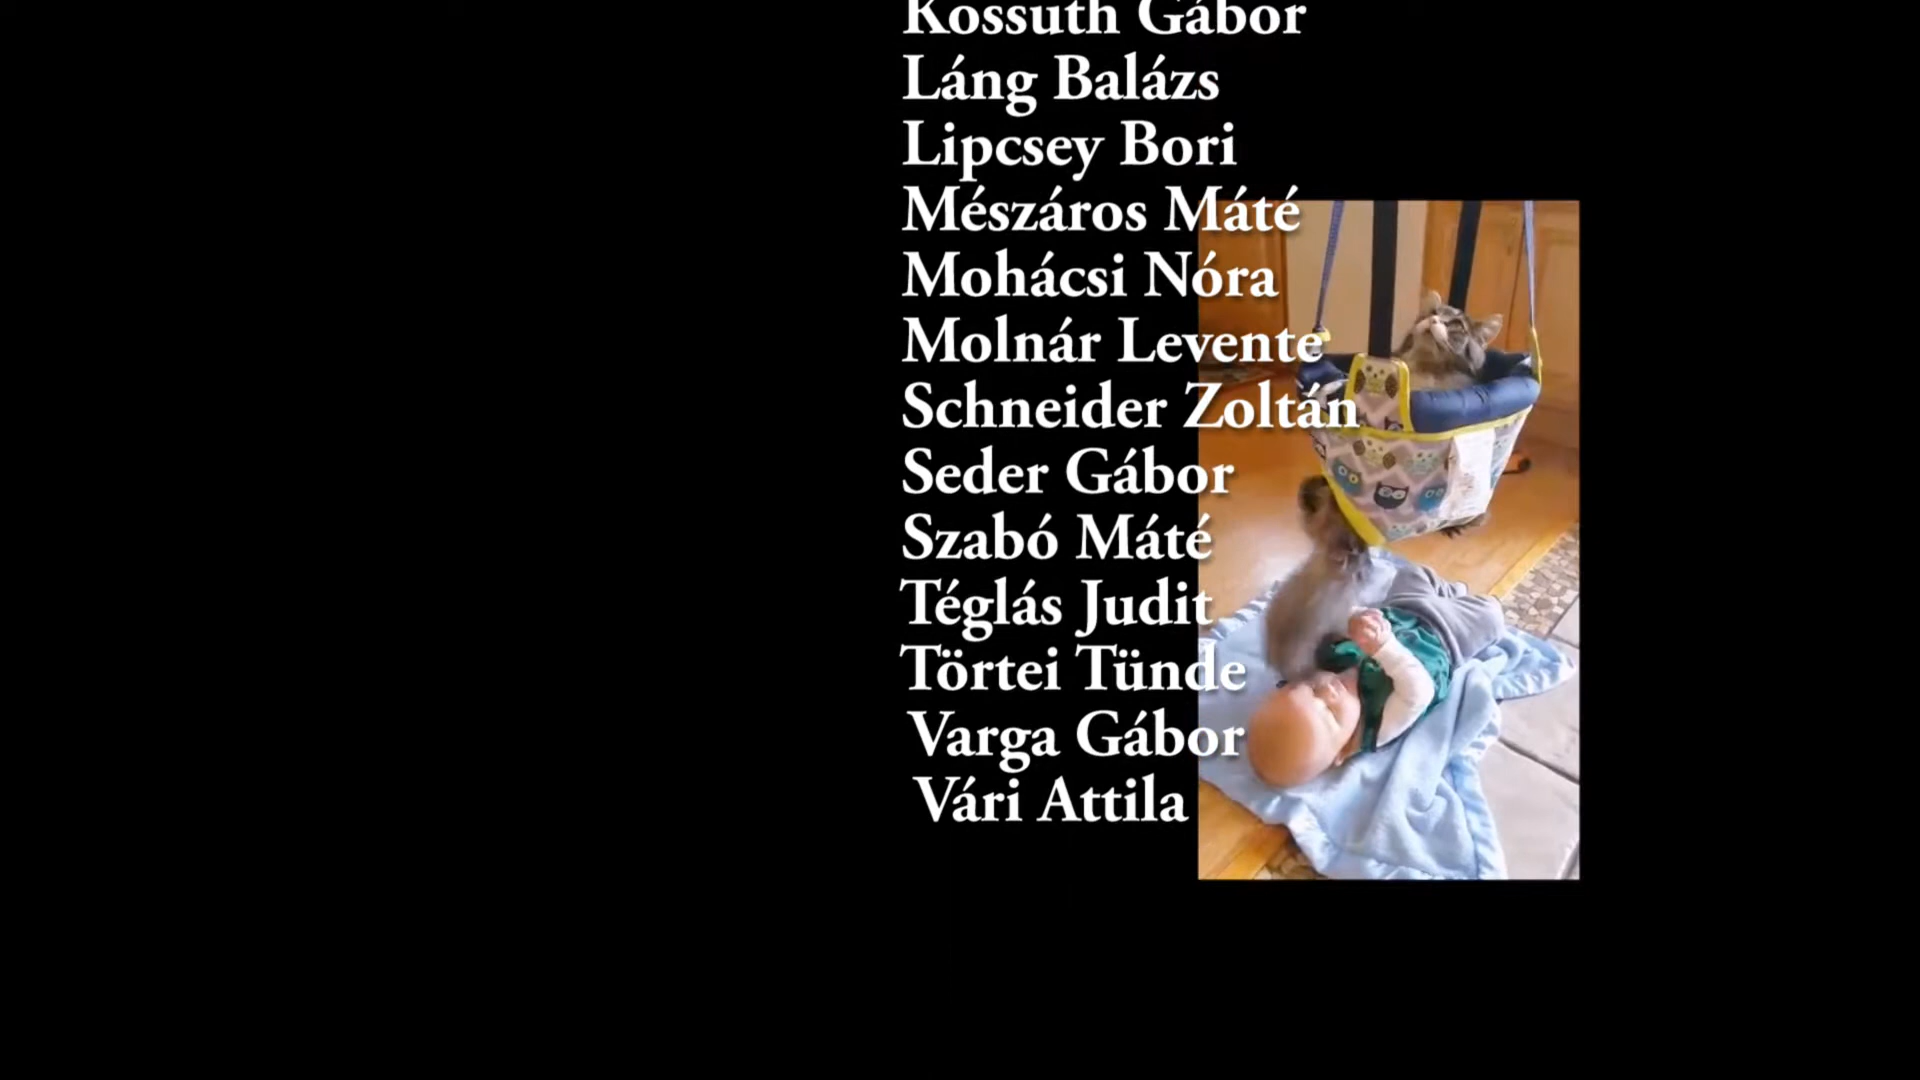 Kossuth Gábor
Láng Balázs
Lipcsey Bori
Mészáros Máté
Mohácsi Nóra
Molnár Levente
Schneider Zoltán
Seder Gábor
Szabó Máté
Téglás Judit
Törtei Tünde
Varga Gábor
Vári Attila